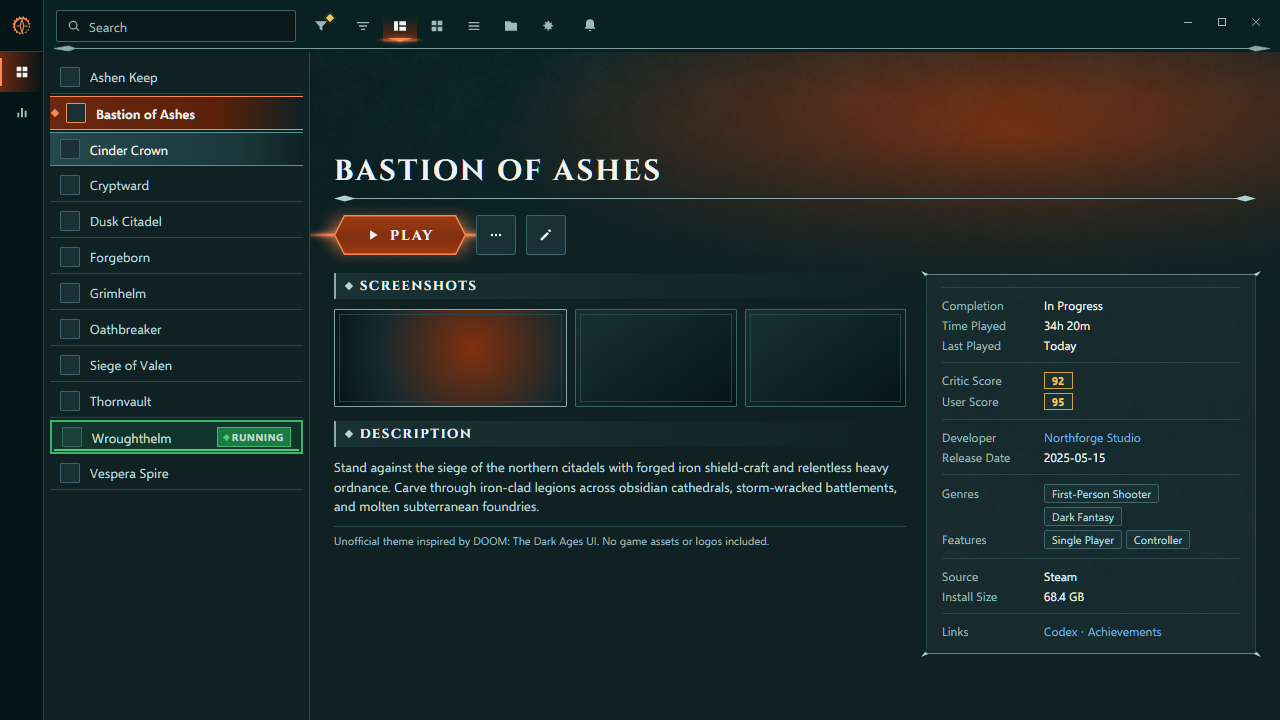 Search
Ashen Keep
Bastion of Ashes
Cinder Crown
Cryptward
Dusk Citadel
Forgeborn
Grimhelm
Oathbreaker
Siege of Valen
Thornvault
Wroughthelm RUNNING
Vespera Spire
BASTION OF ASHES
PLAY
SCREENSHOTS
DESCRIPTION
Stand against the siege of the northern citadels with forged iron shield-craft and relentless heavy
ordnance. Carve through iron-clad legions across obsidian cathedrals, storm-wracked battlements,
and molten subterranean foundries.
Unofficial theme inspired by DOOM: The Dark Ages UI. No game assets or logos included.
Completion In Progress
Time Played 34h 20m
Last Played Today
Critic Score 92
User Score 95
Developer Northforge Studio
Release Date 2025-05-15
Genres First-Person Shooter
Dark Fantasy
Features Single Player Controller
Source Steam
Install Size 68.4 GB
Links Codex · Achievements